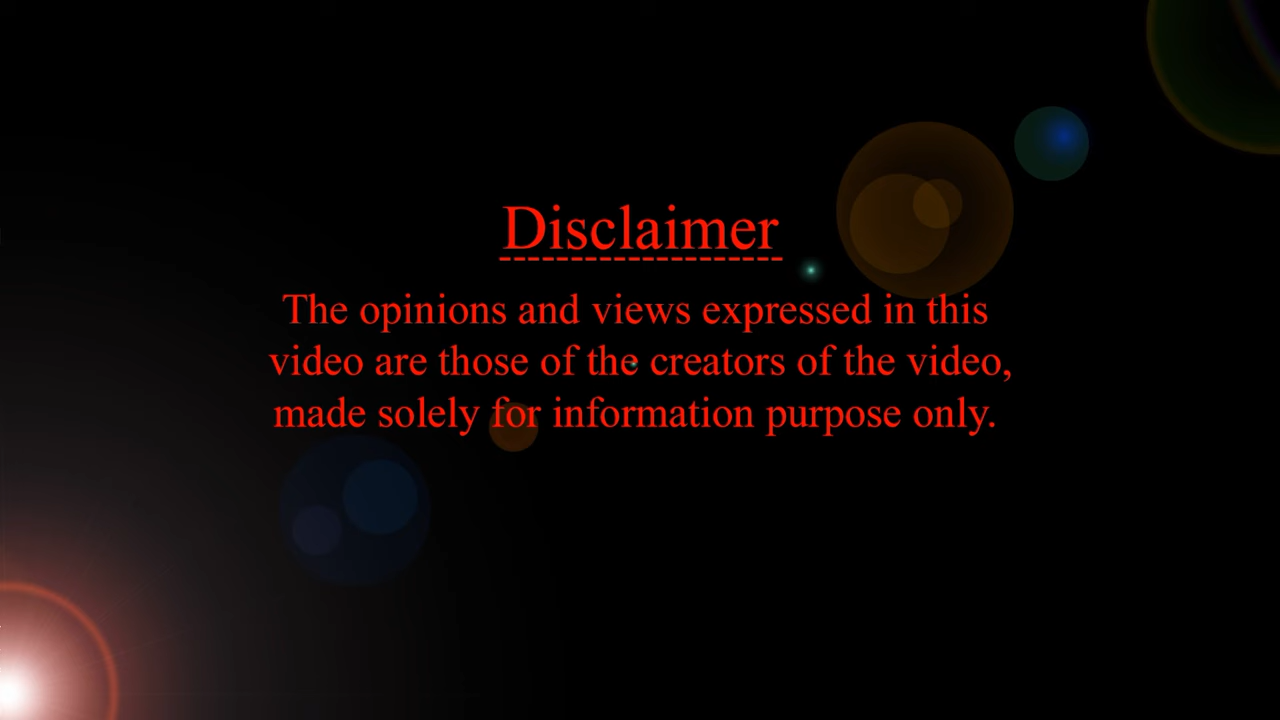 Disclaimer
The opinions and views expressed in this
video are those of the creators of the video,
made solely for information purpose only.